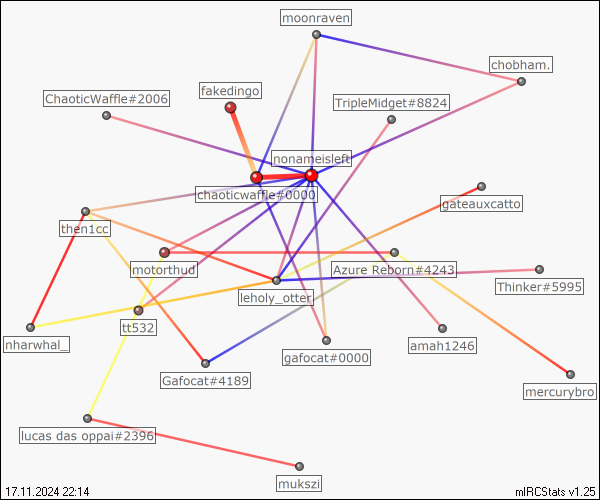 moonraven
chobham.
fakedingo
ChaoticWaffle#2006
TripleMidget#8824
nonameisleft
chaoticwaffle#0000
gateauxcatto
then1cc
motorthud
Azure Reborn#4243
Thinker#5995
leholy_otter
tt532
nharwhal_
amah1246
gafocat#0000
Gafocat#4189
mercurybro
lucas das oppai#2396
mukszi
17.11.2024 22:14
mIRCStats v1.25